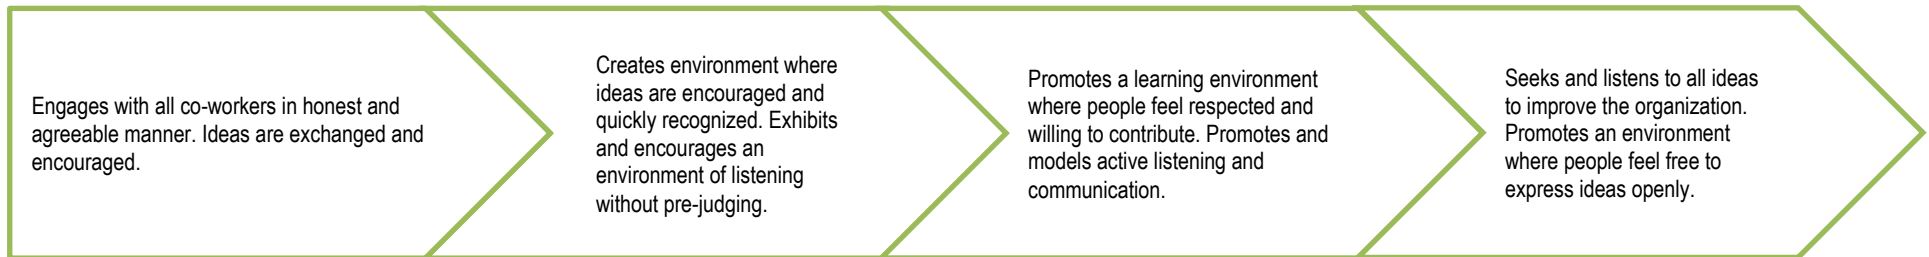 Engages with all co-workers in honest and
agreeable manner. Ideas are exchanged and
encouraged.
Creates environment where
ideas are encouraged and
quickly recognized. Exhibits
and encourages an
environment of listening
without pre-judging.
Promotes a learning environment
where people feel respected and
willing to contribute. Promotes and
models active listening and
communication.
Seeks and listens to all ideas
to improve the organization.
Promotes an environment
where people feel free to
express ideas openly.